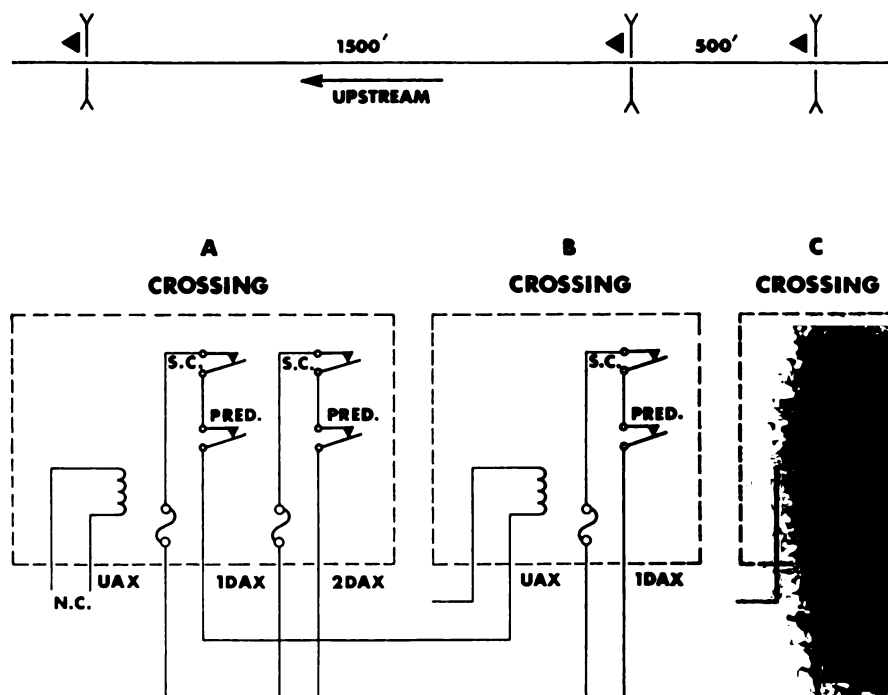 1500′ 500′
UPSTREAM
A B C
CROSSING CROSSING CROSSING
S.C. S.C. S.C.
PRED. PRED. PRED.
UAX 1DAX 2DAX UAX 1DAX
N.C.